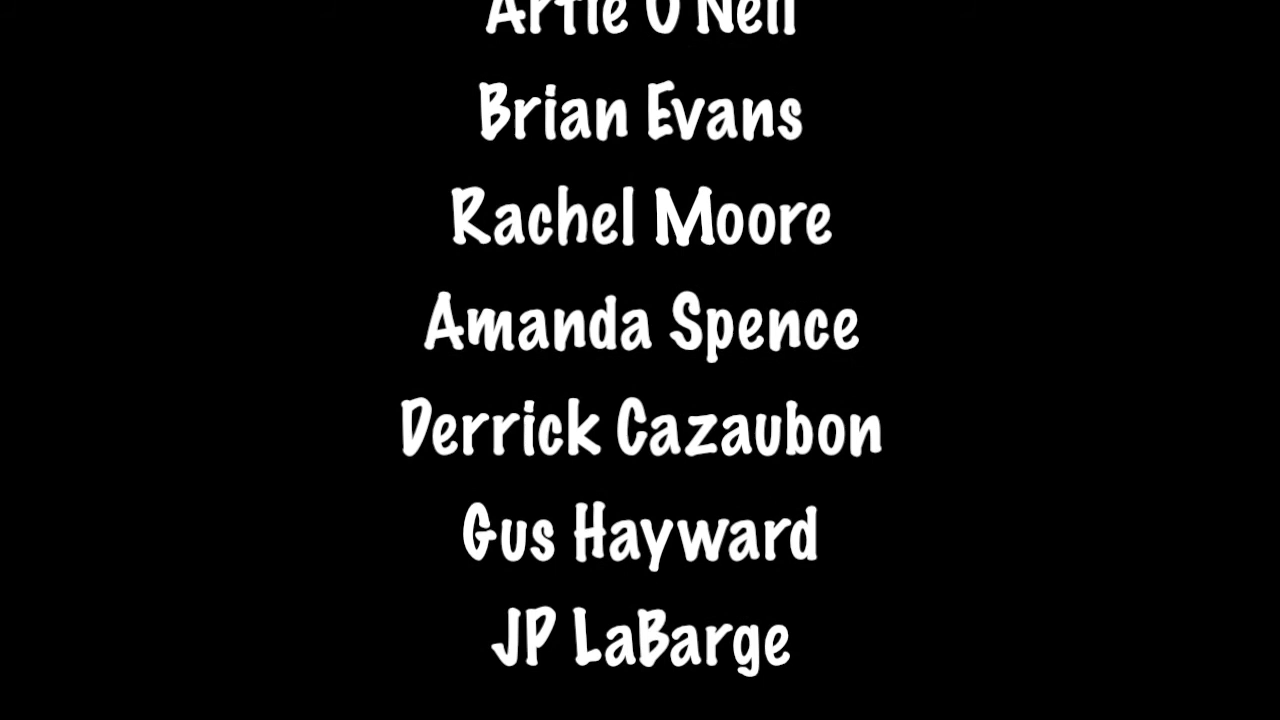 Artie O'Neil
Brian Evans
Rachel Moore
Amanda Spence
Derrick Cazaubon
Gus Hayward
JP LaBarge